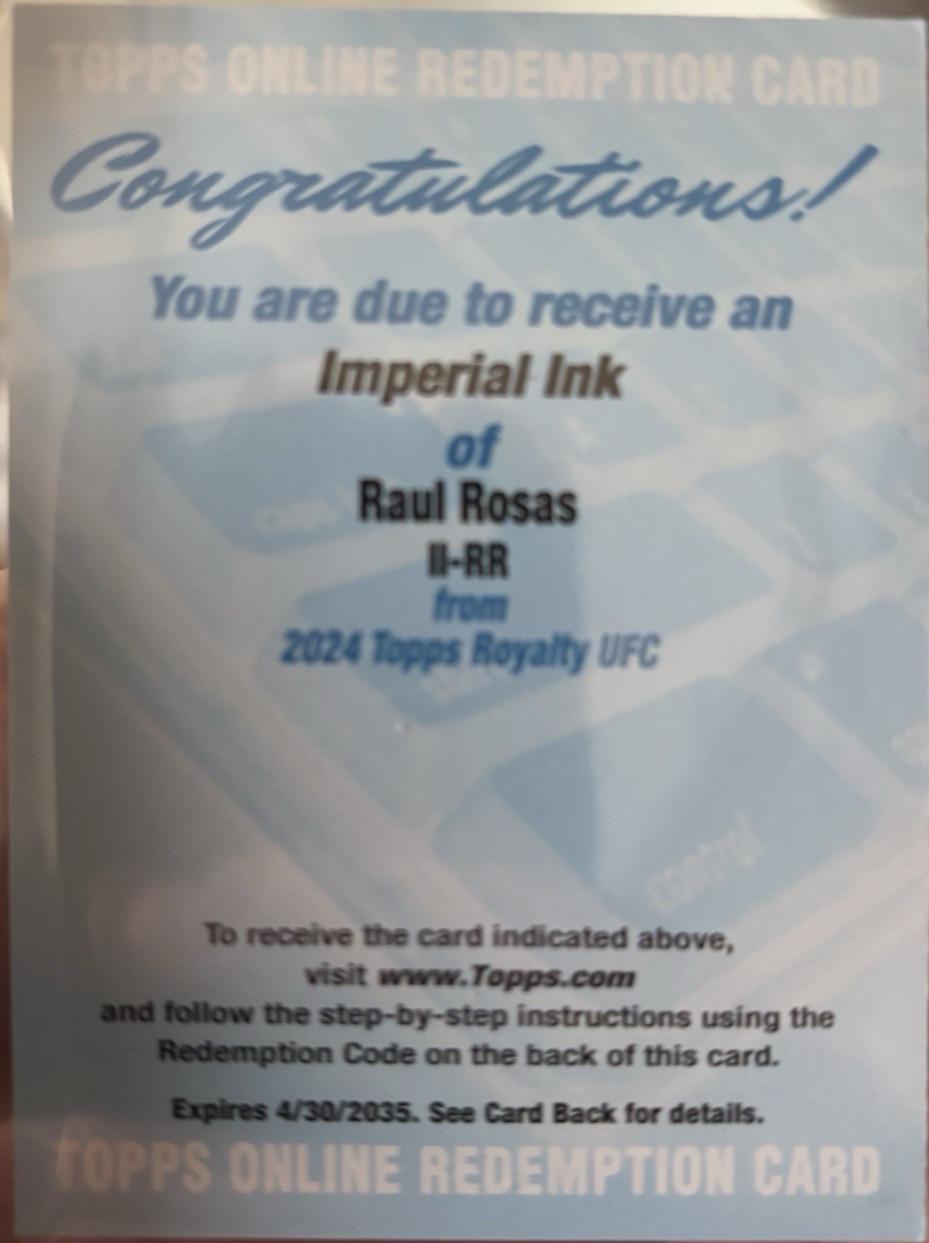 TOPPS ONLINE REDEMPTION CARD
Congratulations!
You are due to receive an
Imperial Ink
of
Raul Rosas
II-RR
from
2024 Topps Royalty UFC
control
To receive the card indicated above,
visit www.Topps.com
and follow the step-by-step instructions using the
Redemption Code on the back of this card.
Expires 4/30/2035. See Card Back for details.
TOPPS ONLINE REDEMPTION CARD